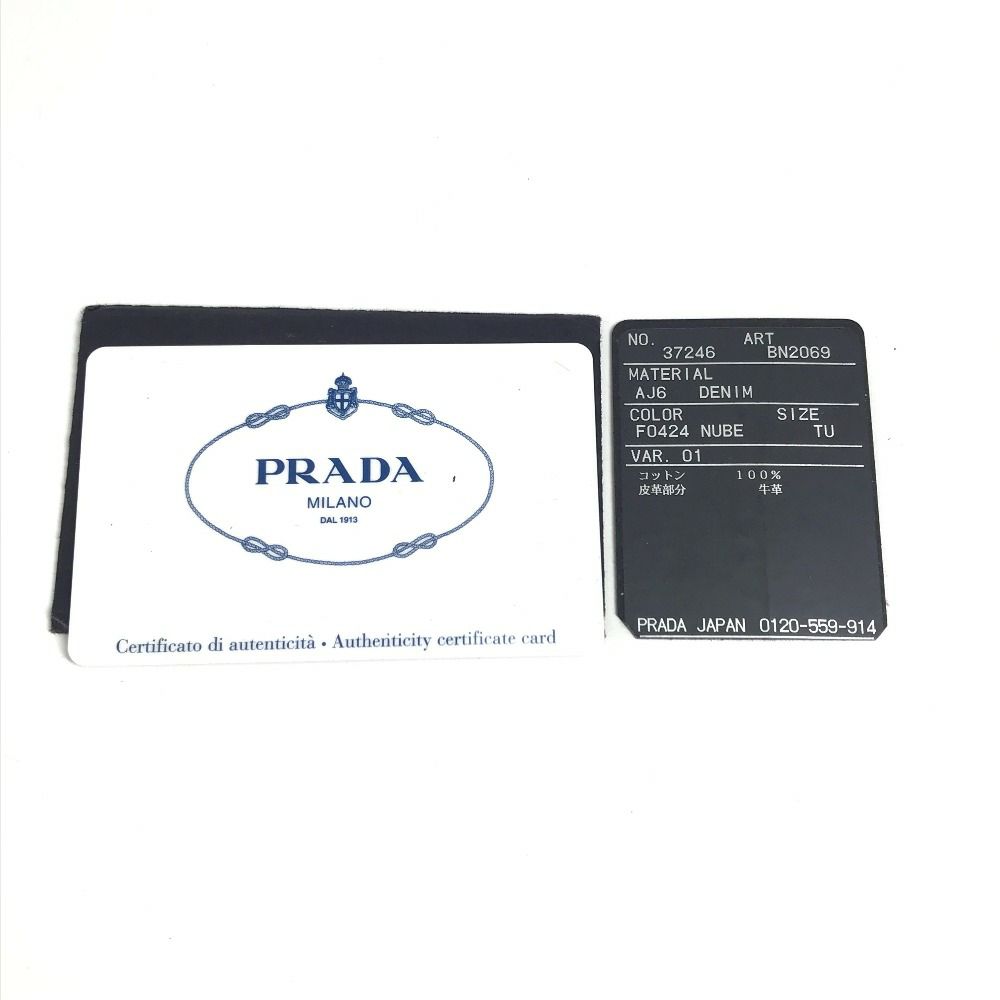 PRADA
MILANO
DAL 1913
Certificato di autenticità • Authenticity certificate card
NO. ART
37246 BN2069
MATERIAL
AJ6 DENIM
COLOR SIZE
F0424 NUBE TU
VAR. 01
コットン 100%
皮革部分 牛革
PRADA JAPAN 0120-559-914